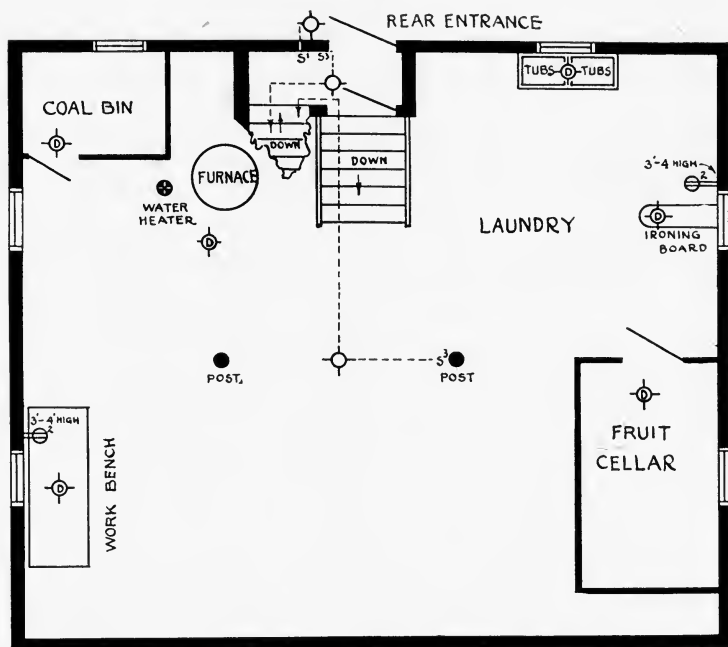 REAR ENTRANCE
S¹ S³
TUBS D TUBS
COAL BIN
D
DOWN
DOWN
FURNACE
3'-4 HIGH
2
WATER
HEATER
D
LAUNDRY
D
IRONING
BOARD
S³
POST.
POST
D
3'-4' HIGH
2
FRUIT
CELLAR
D
WORK BENCH